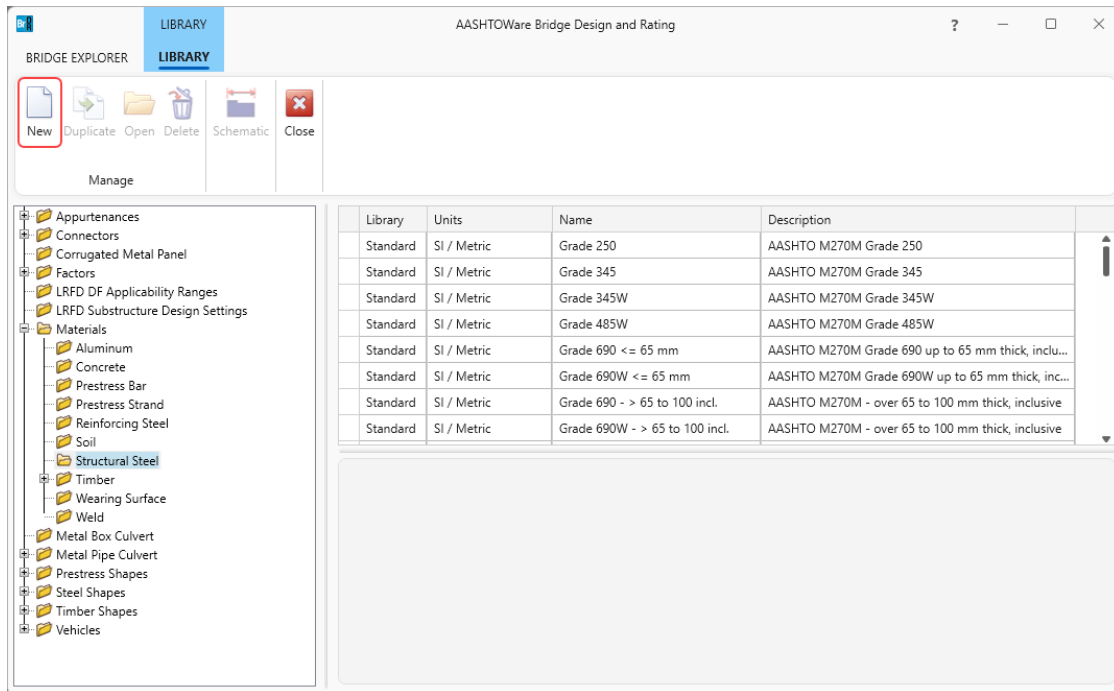 Br R LIBRARY AASHTOWare Bridge Design and Rating ?
BRIDGE EXPLORER LIBRARY
New Duplicate Open Delete Schematic Close
Manage
Appurtenances
Connectors
Corrugated Metal Panel
Factors
LRFD DF Applicability Ranges
LRFD Substructure Design Settings
Materials
Aluminum
Concrete
Prestress Bar
Prestress Strand
Reinforcing Steel
Soil
Structural Steel
Timber
Wearing Surface
Weld
Metal Box Culvert
Metal Pipe Culvert
Prestress Shapes
Steel Shapes
Timber Shapes
Vehicles
Library Units Name Description
Standard SI / Metric Grade 250 AASHTO M270M Grade 250
Standard SI / Metric Grade 345 AASHTO M270M Grade 345
Standard SI / Metric Grade 345W AASHTO M270M Grade 345W
Standard SI / Metric Grade 485W AASHTO M270M Grade 485W
Standard SI / Metric Grade 690 <= 65 mm AASHTO M270M Grade 690 up to 65 mm thick, inclu...
Standard SI / Metric Grade 690W <= 65 mm AASHTO M270M Grade 690W up to 65 mm thick, inc...
Standard SI / Metric Grade 690 - > 65 to 100 incl. AASHTO M270M - over 65 to 100 mm thick, inclusive
Standard SI / Metric Grade 690W - > 65 to 100 incl. AASHTO M270M - over 65 to 100 mm thick, inclusive